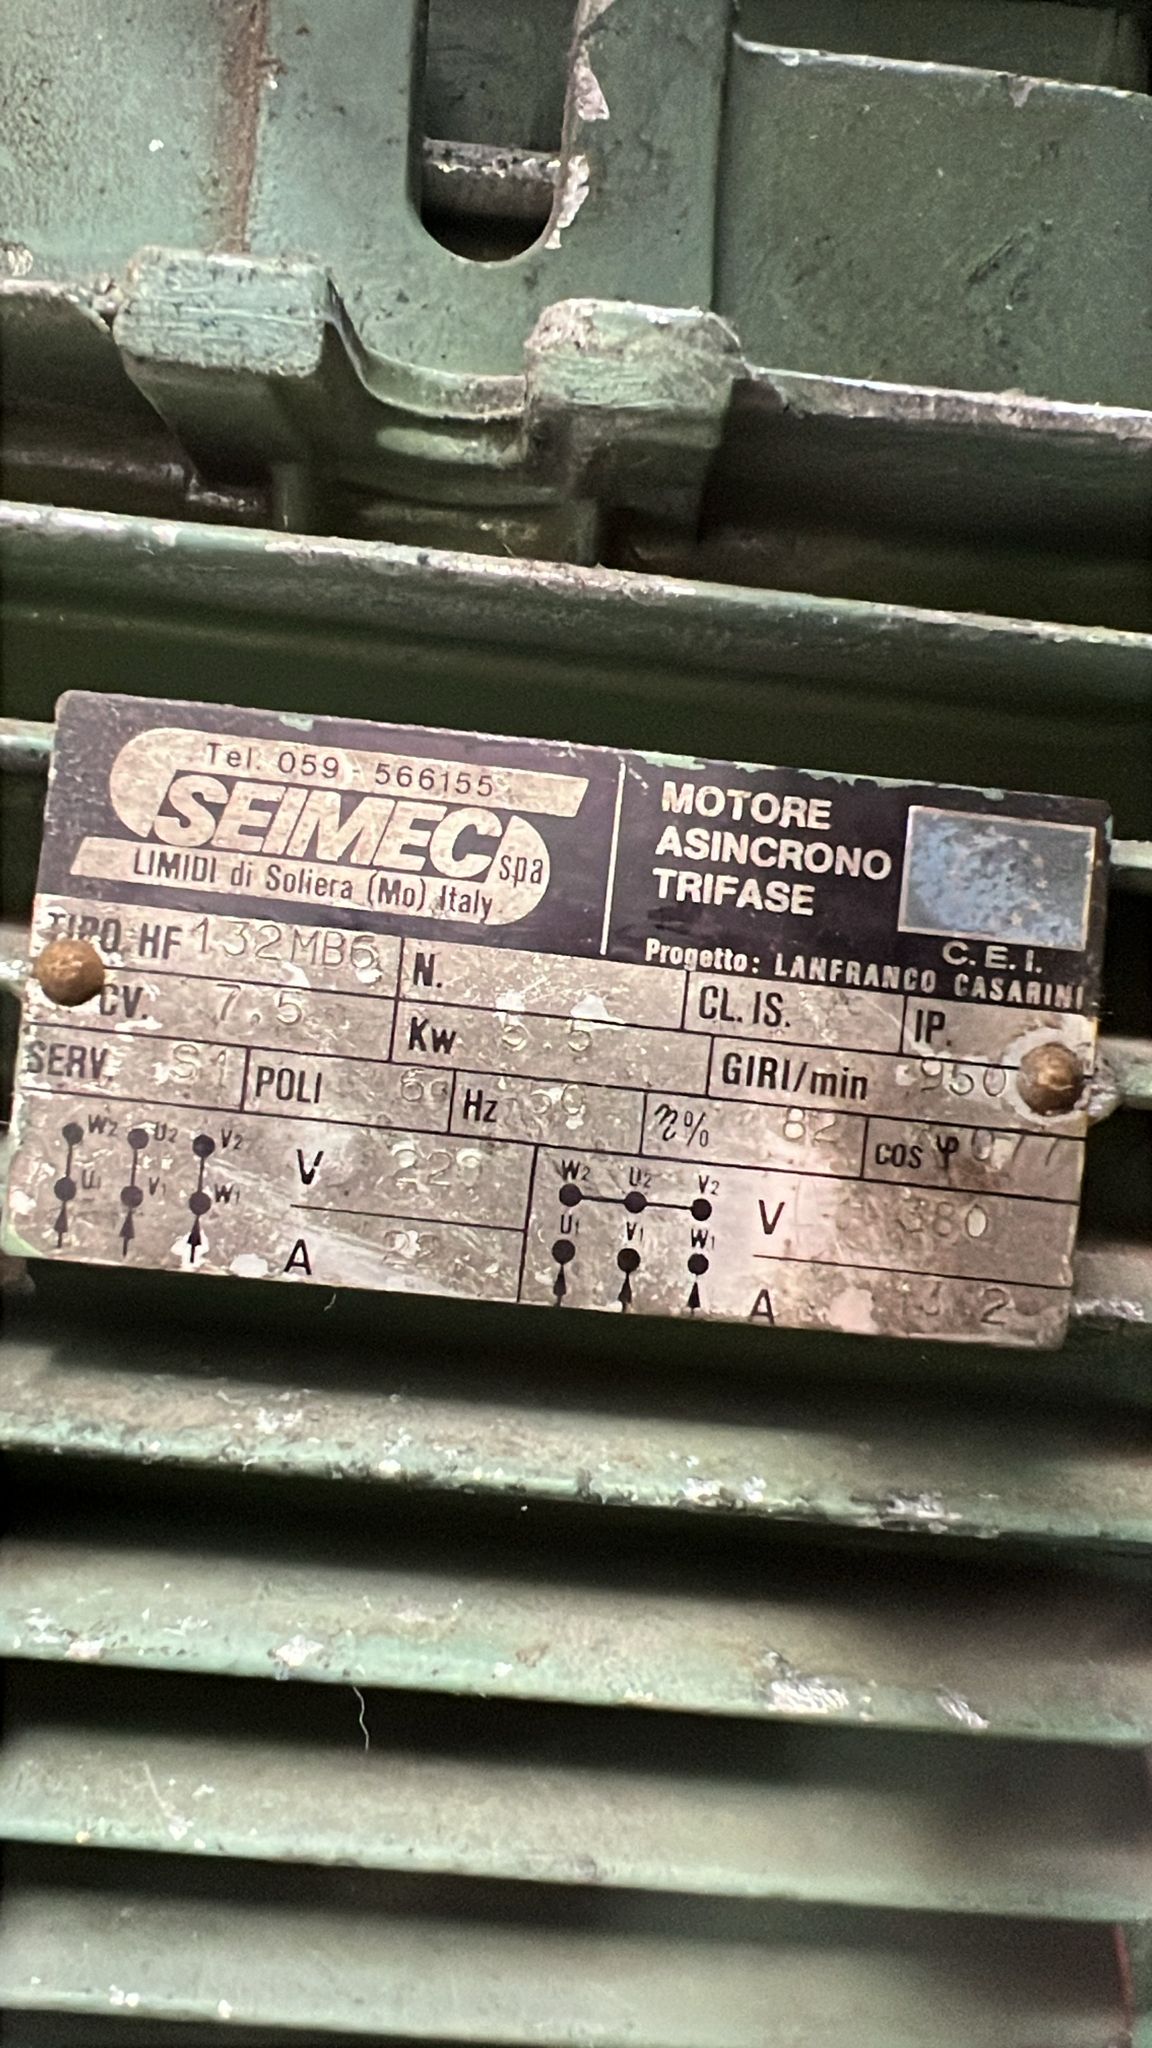 Tel. 059 - 566155
SEIMEC spa
LIMIDI di Soliera (Mo) Italy
MOTORE
ASINCRONO
TRIFASE
C.E.I.
Progetto: LANFRANCO CASARINI
TIPO HF 132MB6 N. CL. IS. IP.
CV. 7,5 Kw 5.5 GIRI/min 950
SERV. S1 POLI 6 Hz 50 η% 82 cos φ 0,77
W2 U2 V2
U1 V1 W1
V 220
A 22
W2 U2 V2
U1 V1 W1
V 380
A 13 2